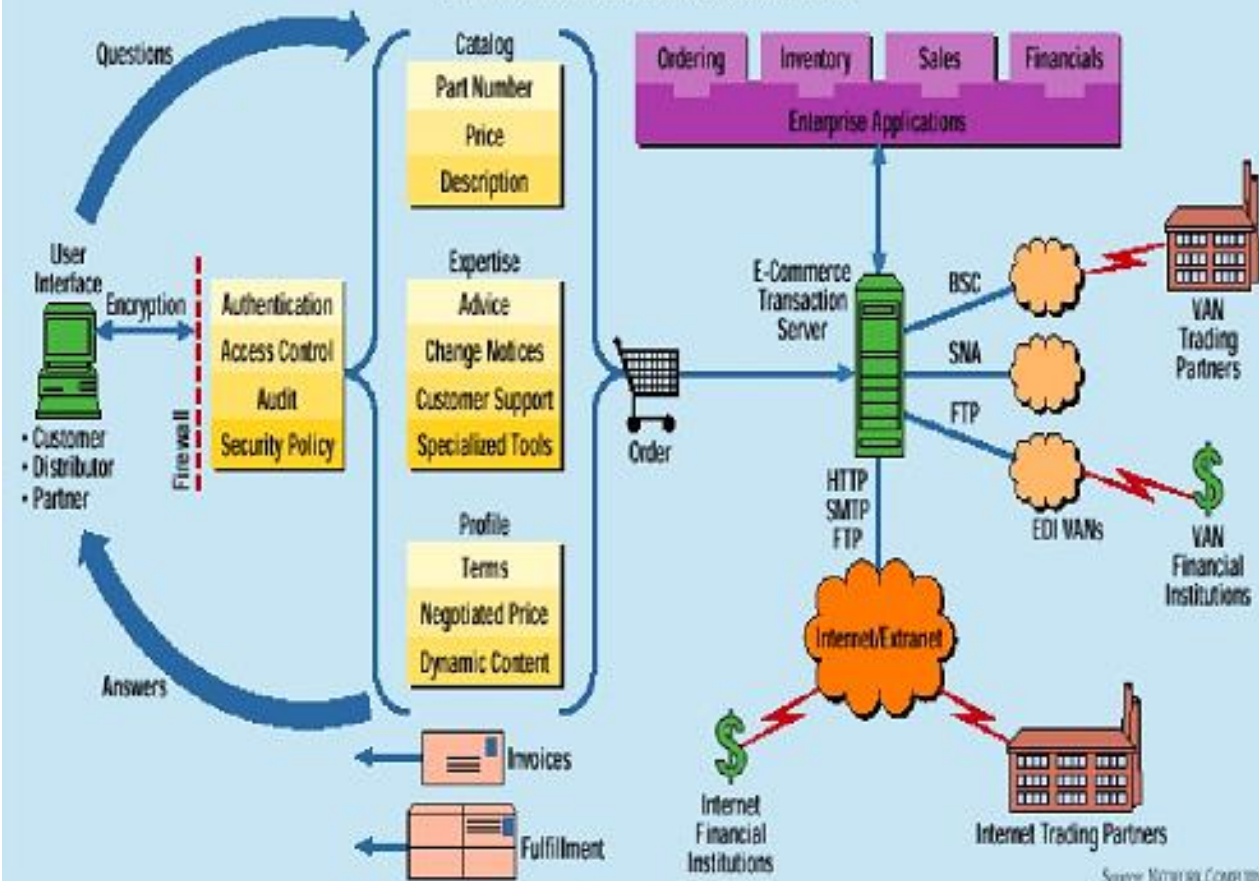 Questions
Catalog
Part Number
Price
Description
Ordering
Inventory
Sales
Financials
Enterprise Applications
User
Interface
Encryption
• Customer
• Distributor
• Partner
Firewall
Authentication
Access Control
Audit
Security Policy
Expertise
Advice
Change Notices
Customer Support
Specialized Tools
Profile
Terms
Negotiated Price
Dynamic Content
Order
E-Commerce
Transaction
Server
BSC
SNA
FTP
VAN
Trading
Partners
EDI VANs
VAN
Financial
Institutions
HTTP
SMTP
FTP
Internet/Extranet
Answers
Invoices
Fulfillment
Internet
Financial
Institutions
Internet Trading Partners
Source: NETWORK